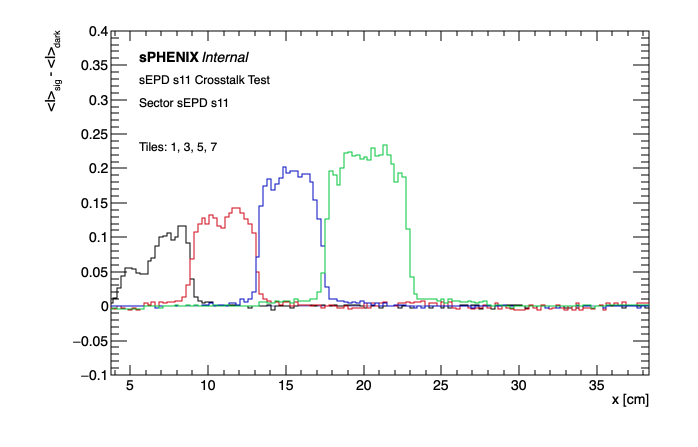 0.4
0.35
0.3
0.25
0.2
0.15
0.1
0.05
0
−0.05
−0.1
<I>sig - <I>dark
sPHENIX Internal
sEPD s11 Crosstalk Test
Sector sEPD s11
Tiles: 1, 3, 5, 7
5 10 15 20 25 30 35
x [cm]